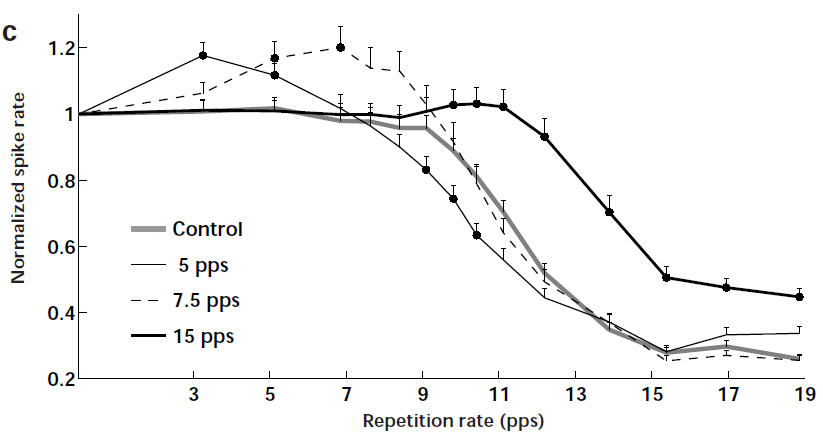 C
1.2
1
0.8
0.6
0.4
0.2
Normalized spike rate
Control
5 pps
7.5 pps
15 pps
3 5 7 9 11 13 15 17 19
Repetition rate (pps)